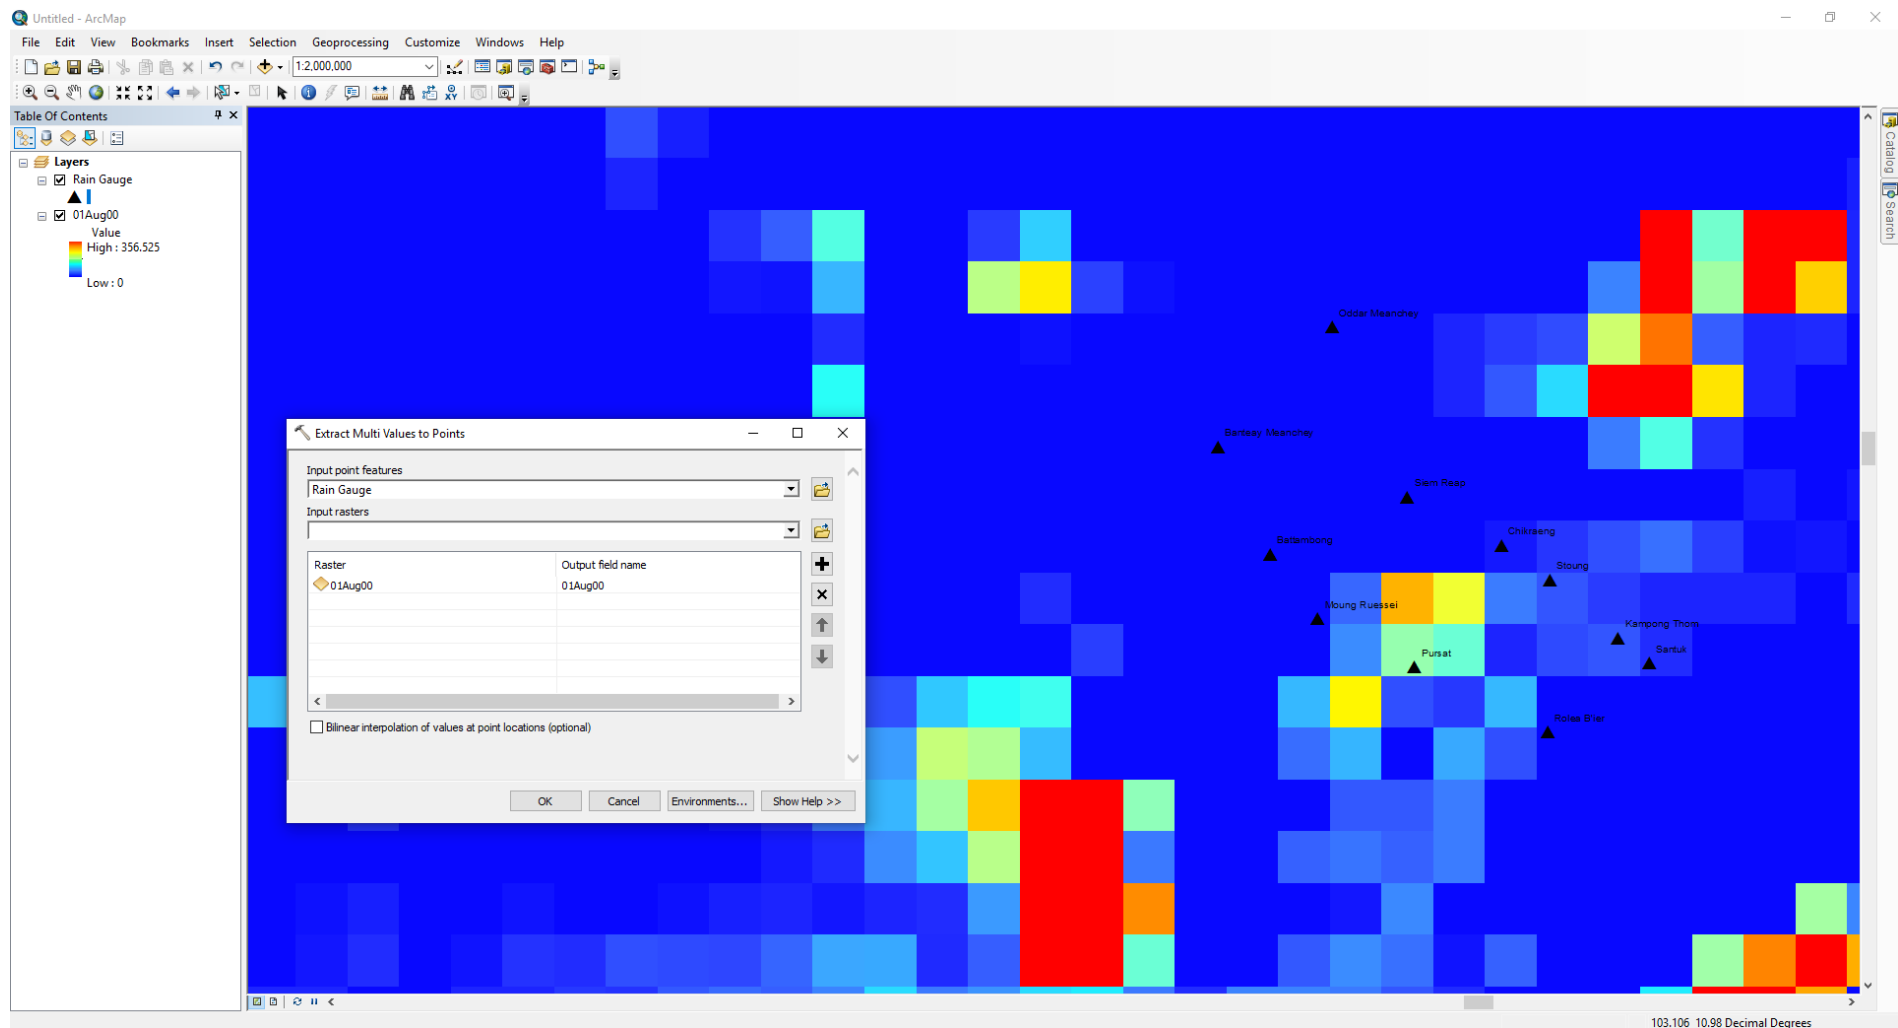 Untitled - ArcMap
File Edit View Bookmarks Insert Selection Geoprocessing Customize Windows Help
1:2,000,000
Table Of Contents
Layers
Rain Gauge
01Aug00
Value
High : 356.525
Low : 0
Catalog
Search
Oddar Meanchey
Banteay Meanchey
Siem Reap
Battambong
Chikraeng
Stoung
Moung Ruessei
Kampong Thom
Pursat
Santuk
Rolea B'ier
Extract Multi Values to Points
Input point features
Rain Gauge
Input rasters
Raster Output field name
01Aug00 01Aug00
Bilinear interpolation of values at point locations (optional)
OK Cancel Environments... Show Help >>
103.106 10.98 Decimal Degrees